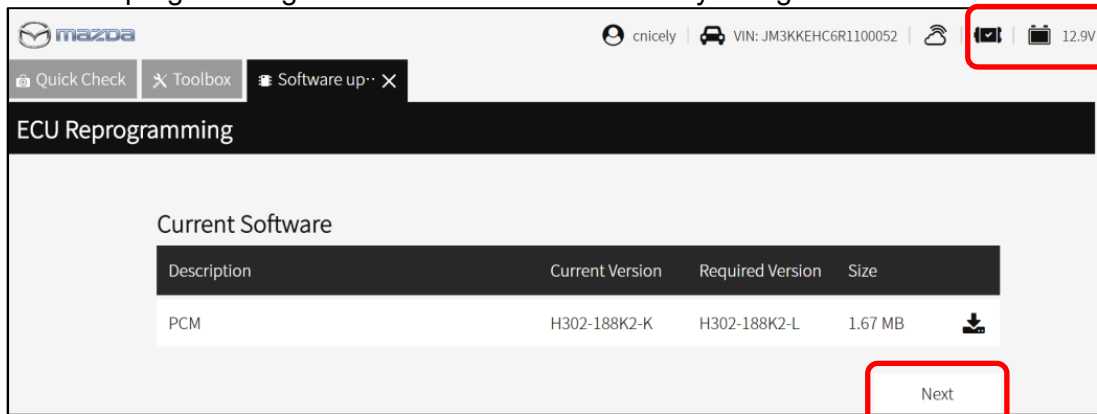 mazda
cnicely VIN: JM3KKEHC6R1100052 12.9V
Quick Check Toolbox Software up··
ECU Reprogramming
Current Software
Description Current Version Required Version Size
PCM H302-188K2-K H302-188K2-L 1.67 MB
Next